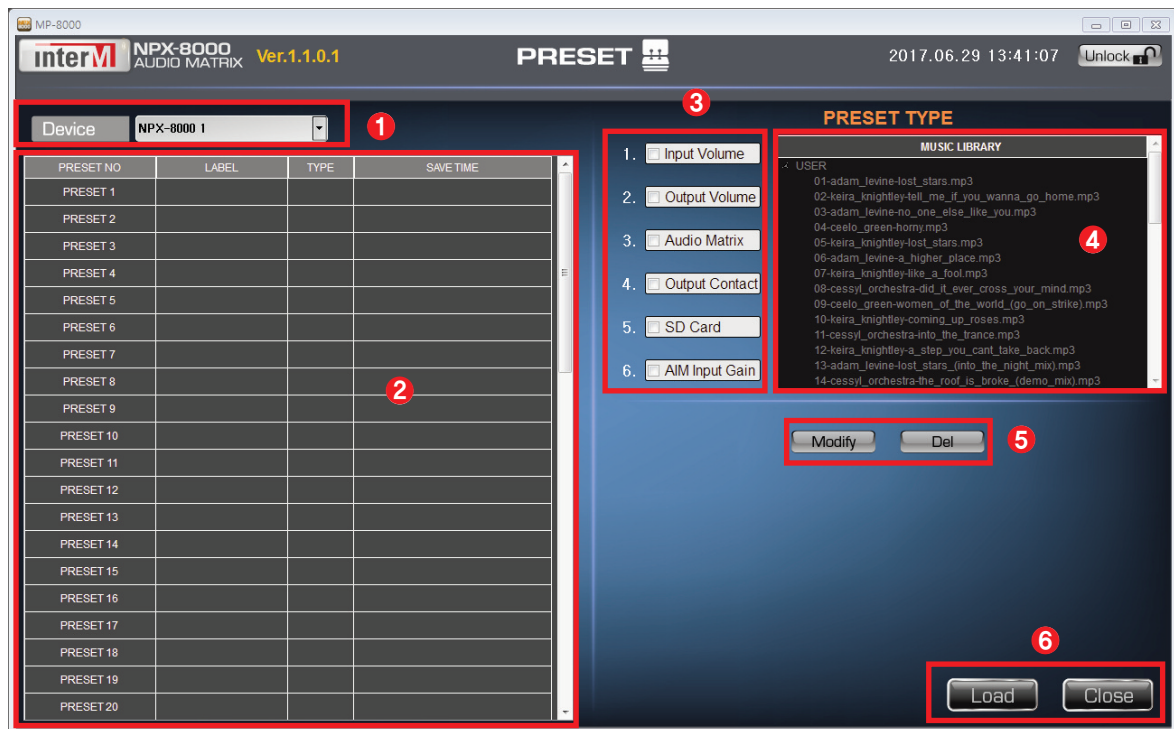 MP-8000
interM NPX-8000 AUDIO MATRIX Ver.1.1.0.1 PRESET 2017.06.29 13:41:07 Unlock
Device NPX-8000 1 1
PRESET NO LABEL TYPE SAVE TIME
PRESET 1
PRESET 2
PRESET 3
PRESET 4
PRESET 5
PRESET 6
PRESET 7
PRESET 8
PRESET 9
PRESET 10
PRESET 11
PRESET 12
PRESET 13
PRESET 14
PRESET 15
PRESET 16
PRESET 17
PRESET 18
PRESET 19
PRESET 20
2
3
1. Input Volume
2. Output Volume
3. Audio Matrix
4. Output Contact
5. SD Card
6. AIM Input Gain
PRESET TYPE
MUSIC LIBRARY
USER
01-adam_levine-lost_stars.mp3
02-keira_knightley-tell_me_if_you_wanna_go_home.mp3
03-adam_levine-no_one_else_like_you.mp3
04-ceelo_green-horny.mp3
05-keira_knightley-lost_stars.mp3
06-adam_levine-a_higher_place.mp3
07-keira_knightley-like_a_fool.mp3
08-cessyl_orchestra-did_it_ever_cross_your_mind.mp3
09-ceelo_green-women_of_the_world_(go_on_strike).mp3
10-keira_knightley-coming_up_roses.mp3
11-cessyl_orchestra-into_the_trance.mp3
12-keira_knightley-a_step_you_cant_take_back.mp3
13-adam_levine-lost_stars_(into_the_night_mix).mp3
14-cessyl_orchestra-the_roof_is_broke_(demo_mix).mp3
4
Modify Del 5
6
Load Close